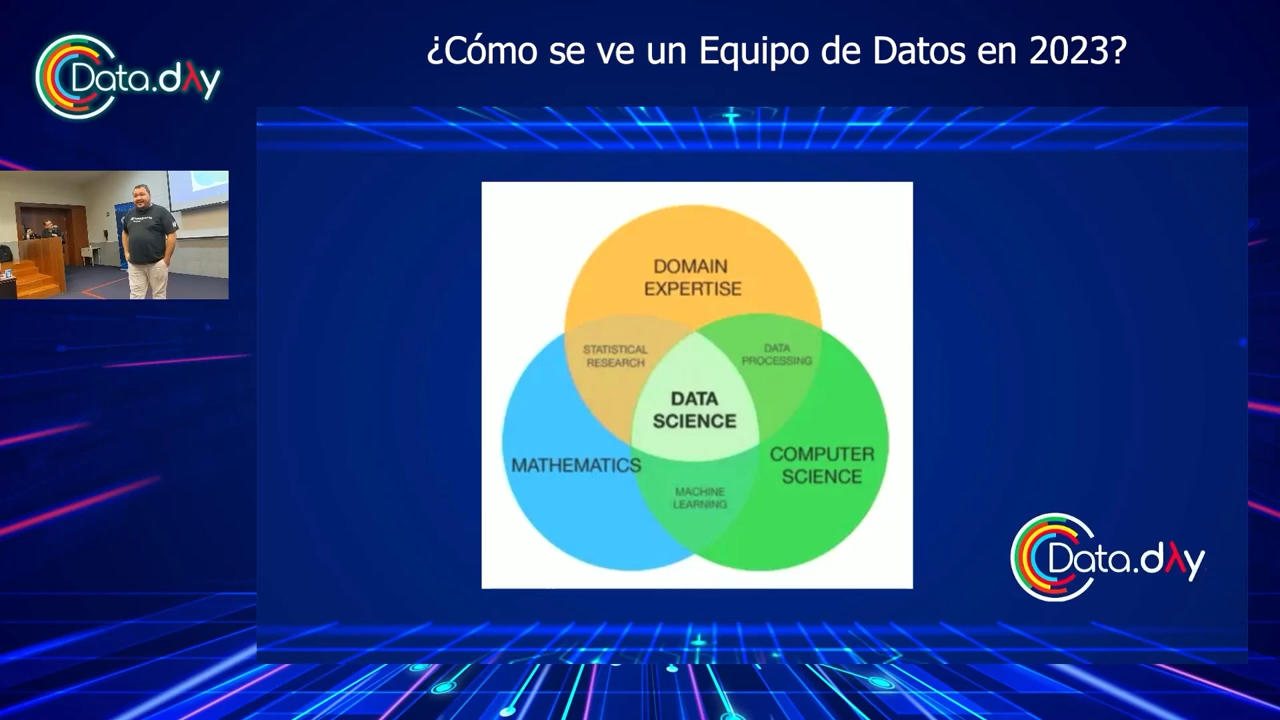 ¿Cómo se ve un Equipo de Datos en 2023?
Data.dλy
DOMAIN
EXPERTISE
STATISTICAL
RESEARCH
DATA
PROCESSING
DATA
SCIENCE
MATHEMATICS
COMPUTER
SCIENCE
MACHINE
LEARNING
Data.dλy